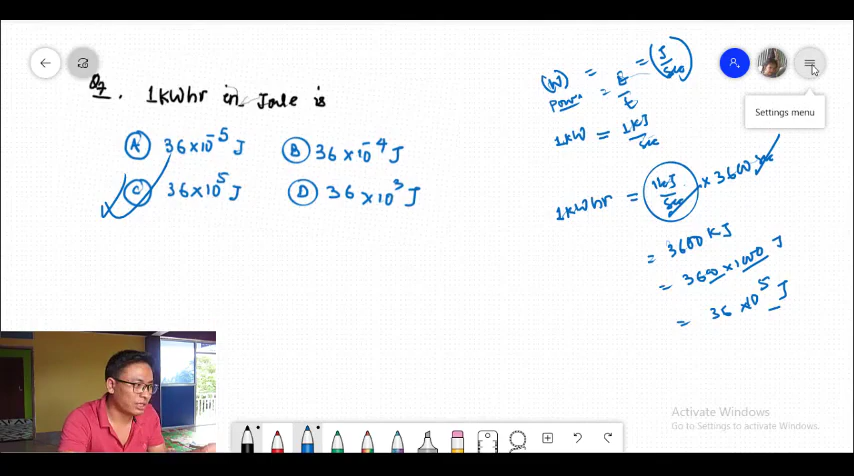 Q. 1KWhr in Joule is
(A) 36×10⁻⁵ J (B) 36×10⁻⁴ J
(C) 36×10⁵ J (D) 36×10³ J
(W) = = (J/sec)
Power = E/t
1KW = 1KJ/sec
1KWhr = 1KJ/sec × 3600 sec
= 3600 KJ
= 3600×1000 J
= 36×10⁵ J
Settings menu
Activate Windows
Go to Settings to activate Windows.